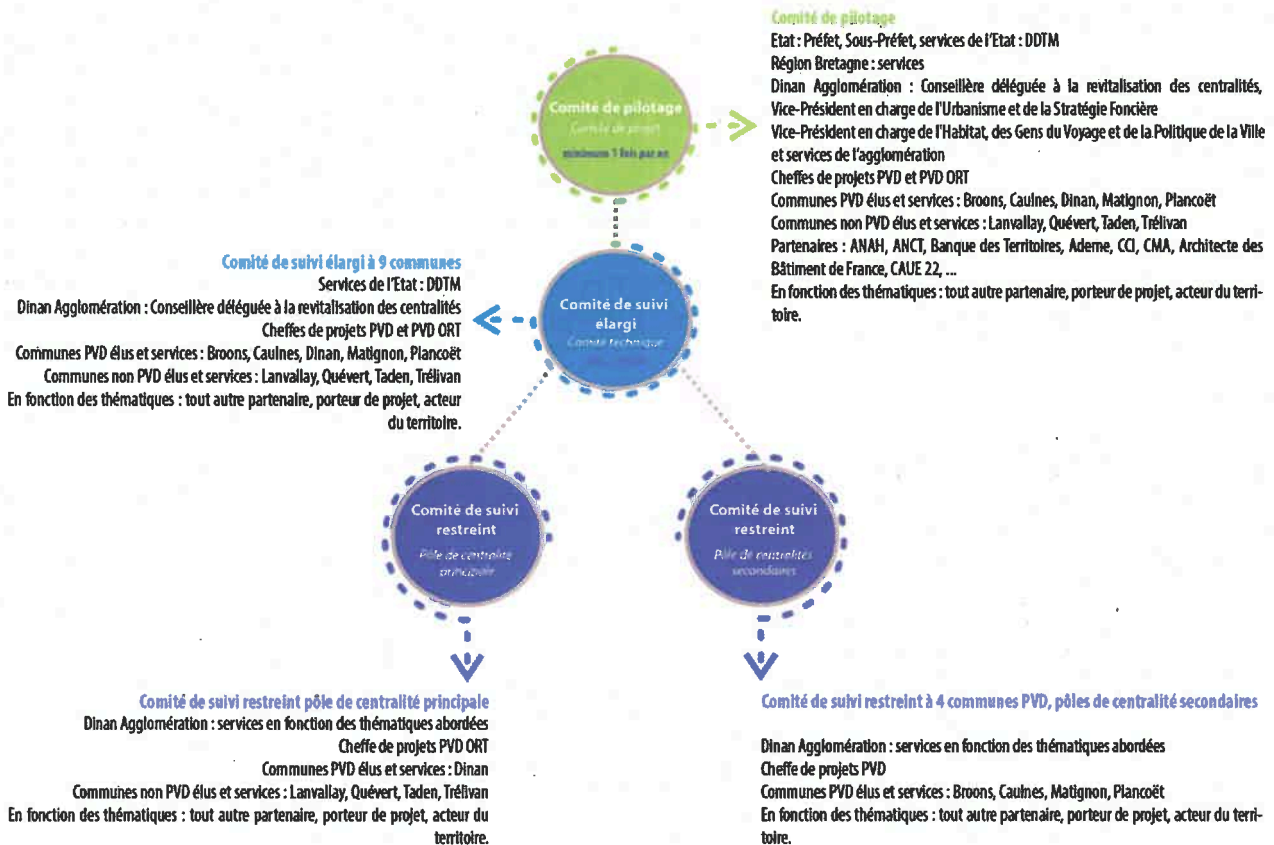 Comité de pilotage
Etat : Préfet, Sous-Préfet, services de l'Etat : DDTM
Région Bretagne : services
Dinan Agglomération : Conseillère déléguée à la revitalisation des centralités,
Vice-Président en charge de l'Urbanisme et de la Stratégie Foncière
Vice-Président en charge de l'Habitat, des Gens du Voyage et de la Politique de la Ville
et services de l'agglomération
Cheffes de projets PVD et PVD ORT
Communes PVD élus et services : Broons, Caulnes, Dinan, Matignon, Plancoët
Communes non PVD élus et services : Lanvallay, Quévert, Taden, Trélivan
Partenaires : ANAH, ANCT, Banque des Territoires, Ademe, CCI, CMA, Architecte des
Bâtiment de France, CAUE 22, ...
En fonction des thématiques : tout autre partenaire, porteur de projet, acteur du terri-
toire.
Comité de pilotage
Comité de projet
minimum 1 fois par an
Comité de suivi élargi à 9 communes
Services de l'Etat : DDTM
Dinan Agglomération : Conseillère déléguée à la revitalisation des centralités
Cheffes de projets PVD et PVD ORT
Communes PVD élus et services : Broons, Caulnes, Dinan, Matignon, Plancoët
Communes non PVD élus et services : Lanvallay, Quévert, Taden, Trélivan
En fonction des thématiques : tout autre partenaire, porteur de projet, acteur
du territoire.
Comité de suivi
élargi
Comité technique
Comité de suivi
restreint
Pôle de centralité
principale
Comité de suivi
restreint
Pôle de centralités
secondaires
Comité de suivi restreint pôle de centralité principale
Dinan Agglomération : services en fonction des thématiques abordées
Cheffe de projets PVD ORT
Communes PVD élus et services : Dinan
Communes non PVD élus et services : Lanvallay, Quévert, Taden, Trélivan
En fonction des thématiques : tout autre partenaire, porteur de projet, acteur du
territoire.
Comité de suivi restreint à 4 communes PVD, pôles de centralité secondaires
Dinan Agglomération : services en fonction des thématiques abordées
Cheffe de projets PVD
Communes PVD élus et services : Broons, Caulnes, Matignon, Plancoët
En fonction des thématiques : tout autre partenaire, porteur de projet, acteur du terri-
toire.